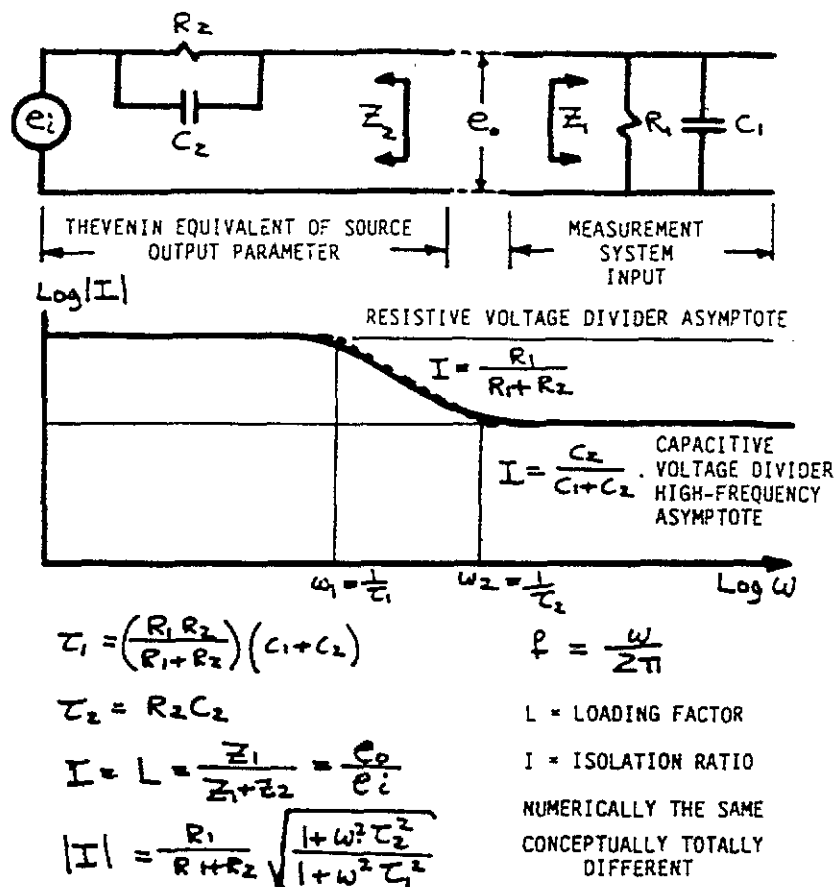 R₂
C₂
eᵢ
Z₂
e₀
Z₁
R₁
C₁
THEVENIN EQUIVALENT OF SOURCE
OUTPUT PARAMETER
MEASUREMENT
SYSTEM
INPUT
Log|I|
RESISTIVE VOLTAGE DIVIDER ASYMPTOTE
I = R₁ / (R₁+R₂)
I = C₂ / (C₁+C₂) .
CAPACITIVE
VOLTAGE DIVIDER
HIGH-FREQUENCY
ASYMPTOTE
ω₁ = 1/τ₁
ω₂ = 1/τ₂
Log ω
τ₁ = (R₁ R₂ / (R₁+R₂)) (C₁+C₂)
f = ω / 2π
τ₂ = R₂C₂
L = LOADING FACTOR
I = L = Z₁ / (Z₁+Z₂) = e₀ / eᵢ
I = ISOLATION RATIO
NUMERICALLY THE SAME
|I| = R₁ / (R₁+R₂) √((1+ω²τ₂²) / (1+ω²τ₁²))
CONCEPTUALLY TOTALLY
DIFFERENT